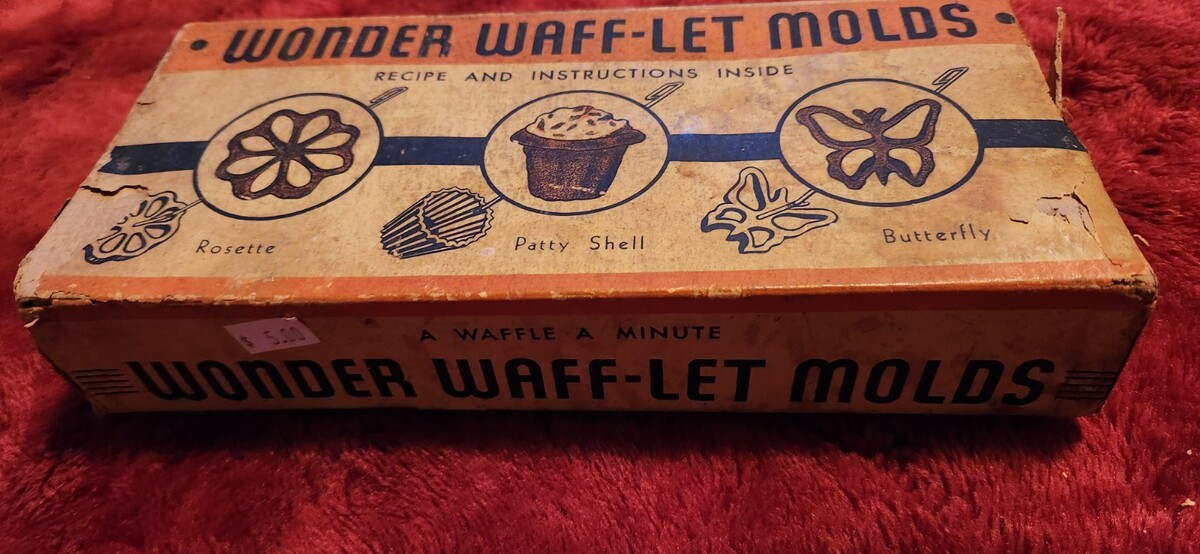 WONDER WAFF-LET MOLDS
RECIPE AND INSTRUCTIONS INSIDE
Rosette
Patty Shell
Butterfly
$ 5.00
A WAFFLE A MINUTE
WONDER WAFF-LET MOLDS